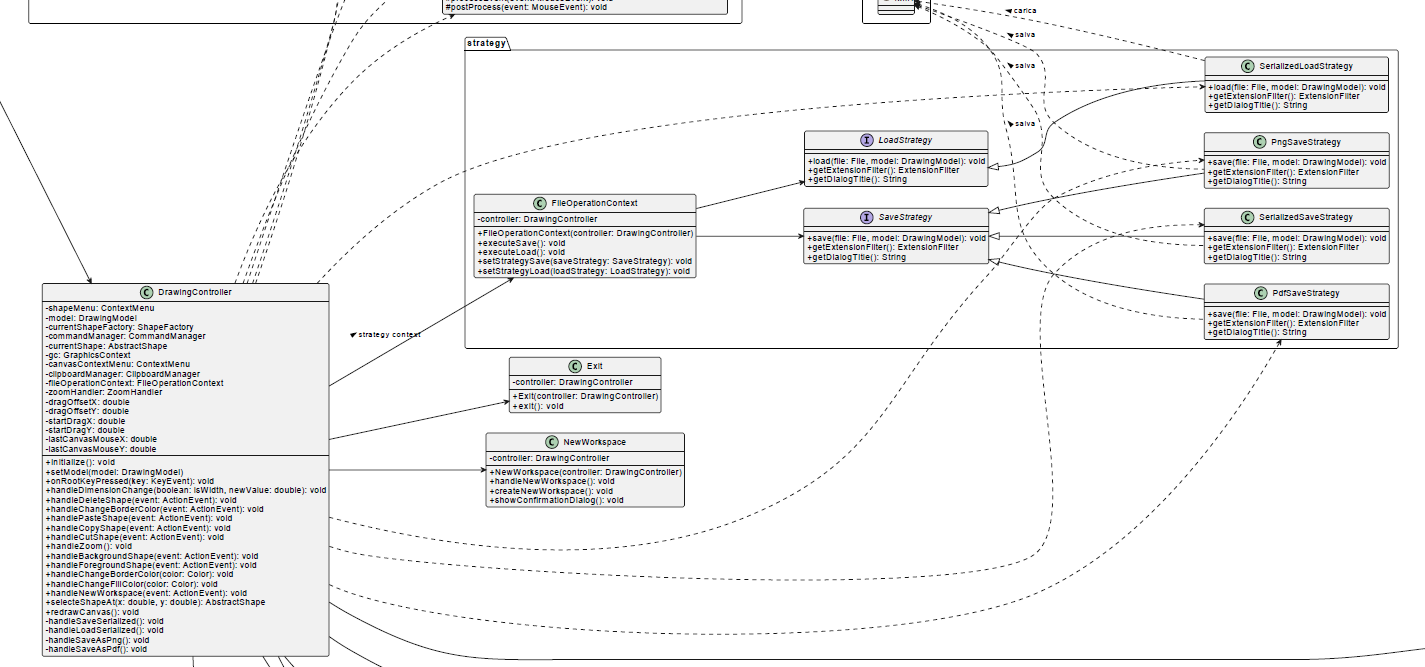 #postProcess(event: MouseEvent): void
carica
salva
salva
salva
strategy
SerializedLoadStrategy
+load(file: File, model: DrawingModel): void
+getExtensionFilter(): ExtensionFilter
+getDialogTitle(): String
LoadStrategy
+load(file: File, model: DrawingModel): void
+getExtensionFilter(): ExtensionFilter
+getDialogTitle(): String
PngSaveStrategy
+save(file: File, model: DrawingModel): void
+getExtensionFilter(): ExtensionFilter
+getDialogTitle(): String
FileOperationContext
-controller: DrawingController
+FileOperationContext(controller: DrawingController)
+executeSave(): void
+executeLoad(): void
+setStrategySave(saveStrategy: SaveStrategy): void
+setStrategyLoad(loadStrategy: LoadStrategy): void
SaveStrategy
+save(file: File, model: DrawingModel): void
+getExtensionFilter(): ExtensionFilter
+getDialogTitle(): String
SerializedSaveStrategy
+save(file: File, model: DrawingModel): void
+getExtensionFilter(): ExtensionFilter
+getDialogTitle(): String
PdfSaveStrategy
+save(file: File, model: DrawingModel): void
+getExtensionFilter(): ExtensionFilter
+getDialogTitle(): String
strategy context
DrawingController
-shapeMenu: ContextMenu
-model: DrawingModel
-currentShapeFactory: ShapeFactory
-commandManager: CommandManager
-currentShape: AbstractShape
-gc: GraphicsContext
-canvasContextMenu: ContextMenu
-clipboardManager: ClipboardManager
-fileOperationContext: FileOperationContext
-zoomHandler: ZoomHandler
-dragOffsetX: double
-dragOffsetY: double
-startDragX: double
-startDragY: double
-lastCanvasMouseX: double
-lastCanvasMouseY: double
+initialize(): void
+setModel(model: DrawingModel)
+onRootKeyPressed(key: KeyEvent): void
+handleDimensionChange(boolean: isWidth, newValue: double): void
+handleDeleteShape(event: ActionEvent): void
+handleChangeBorderColor(event: ActionEvent): void
+handlePasteShape(event: ActionEvent): void
+handleCopyShape(event: ActionEvent): void
+handleCutShape(event: ActionEvent): void
+handleZoom(): void
+handleBackgroundShape(event: ActionEvent): void
+handleForegroundShape(event: ActionEvent): void
+handleChangeBorderColor(color: Color): void
+handleChangeFillColor(color: Color): void
+handleNewWorkspace(event: ActionEvent): void
+selecteShapeAt(x: double, y: double): AbstractShape
+redrawCanvas(): void
-handleSaveSerialized(): void
-handleLoadSerialized(): void
-handleSaveAsPng(): void
-handleSaveAsPdf(): void
Exit
-controller: DrawingController
+Exit(controller: DrawingController)
+exit(): void
NewWorkspace
-controller: DrawingController
+NewWorkspace(controller: DrawingController)
+handleNewWorkspace(): void
+createNewWorkspace(): void
+showConfirmationDialog(): void